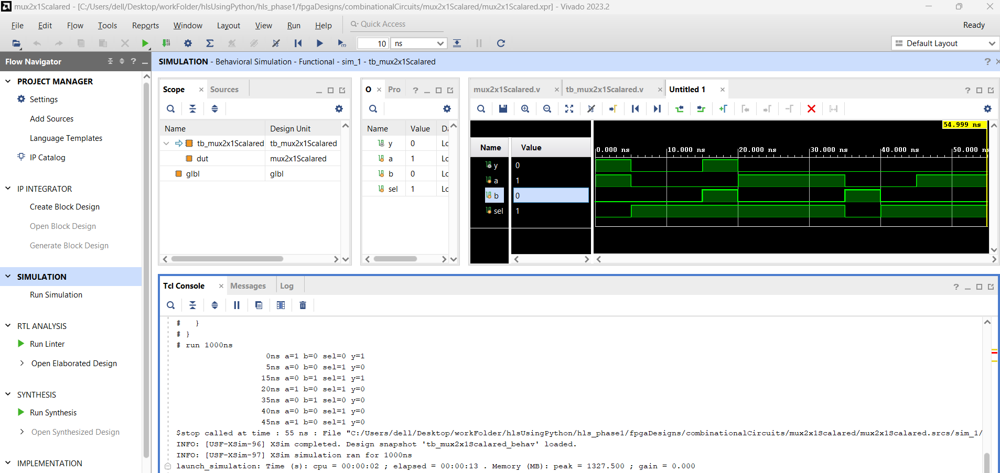 mux2x1Scalared - [C:/Users/dell/Desktop/workFolder/hlsUsingPython/hls_phase1/fpgaDesigns/combinationalCircuits/mux2x1Scalared/mux2x1Scalared.xpr] - Vivado 2023.2
File Edit Flow Tools Reports Window Layout View Run Help Quick Access Ready
10 ns Default Layout
Flow Navigator
SIMULATION - Behavioral Simulation - Functional - sim_1 - tb_mux2x1Scalared
PROJECT MANAGER
Settings
Add Sources
Language Templates
IP Catalog
IP INTEGRATOR
Create Block Design
Open Block Design
Generate Block Design
SIMULATION
Run Simulation
RTL ANALYSIS
Run Linter
Open Elaborated Design
SYNTHESIS
Run Synthesis
Open Synthesized Design
IMPLEMENTATION
Scope Sources
Name Design Unit
tb_mux2x1Scalared tb_mux2x1Scalared
dut mux2x1Scalared
glbl glbl
O Pro
Name Value Da
y 0 Lo
a 1 Lo
b 0 Lo
sel 1 Lo
mux2x1Scalared.v tb_mux2x1Scalared.v Untitled 1
54.999 ns
Name Value
0.000 ns 10.000 ns 20.000 ns 30.000 ns 40.000 ns 50.000 ns
y 0
a 1
b 0
sel 1
Tcl Console Messages Log
# }
# }
# run 1000ns
0ns a=1 b=0 sel=0 y=1
5ns a=0 b=0 sel=1 y=0
15ns a=0 b=1 sel=1 y=1
20ns a=1 b=0 sel=1 y=0
35ns a=0 b=1 sel=0 y=0
40ns a=0 b=0 sel=1 y=0
45ns a=1 b=0 sel=1 y=0
$stop called at time : 55 ns : File "C:/Users/dell/Desktop/workFolder/hlsUsingPython/hls_phase1/fpgaDesigns/combinationalCircuits/mux2x1Scalared/mux2x1Scalared.srcs/sim_1/
INFO: [USF-XSim-96] XSim completed. Design snapshot 'tb_mux2x1Scalared_behav' loaded.
INFO: [USF-XSim-97] XSim simulation ran for 1000ns
launch_simulation: Time (s): cpu = 00:00:02 ; elapsed = 00:00:13 . Memory (MB): peak = 1327.500 ; gain = 0.000